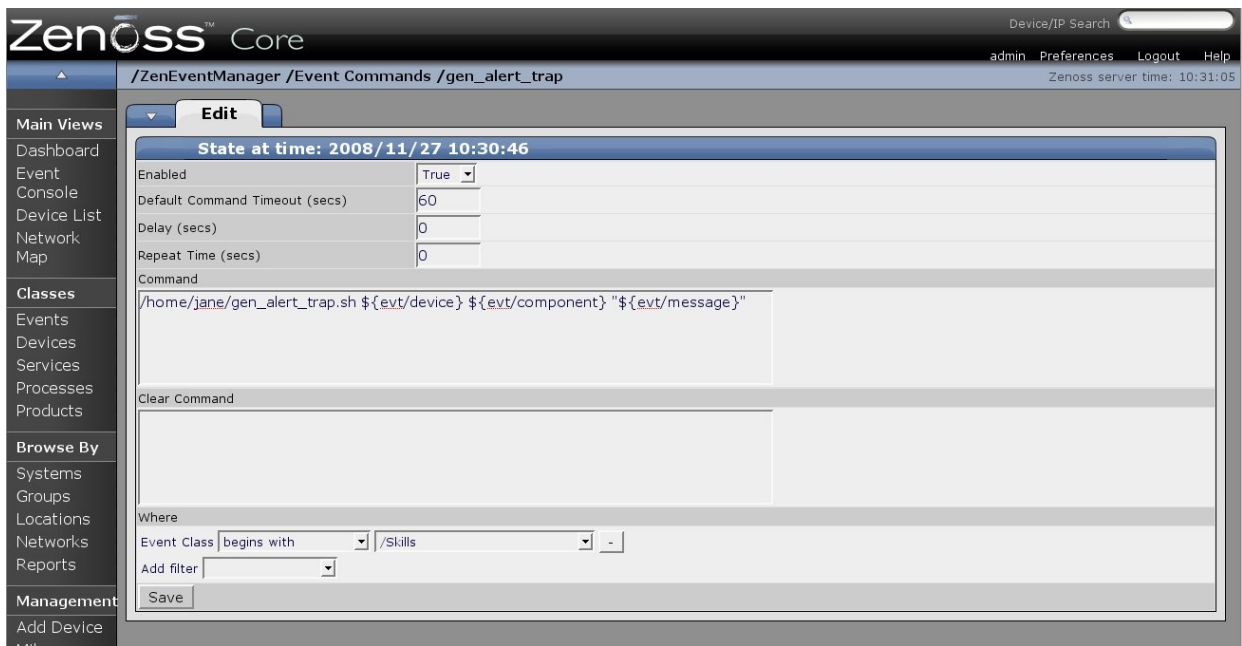 Zenoss™ Core
Device/IP Search
admin Preferences Logout Help
/ZenEventManager /Event Commands /gen_alert_trap
Zenoss server time: 10:31:05
Main Views
Dashboard
Event
Console
Device List
Network
Map
Classes
Events
Devices
Services
Processes
Products
Browse By
Systems
Groups
Locations
Networks
Reports
Management
Add Device
Edit
State at time: 2008/11/27 10:30:46
Enabled True
Default Command Timeout (secs) 60
Delay (secs) 0
Repeat Time (secs) 0
Command
/home/jane/gen_alert_trap.sh ${evt/device} ${evt/component} "${evt/message}"
Clear Command
Where
Event Class begins with /Skills -
Add filter
Save